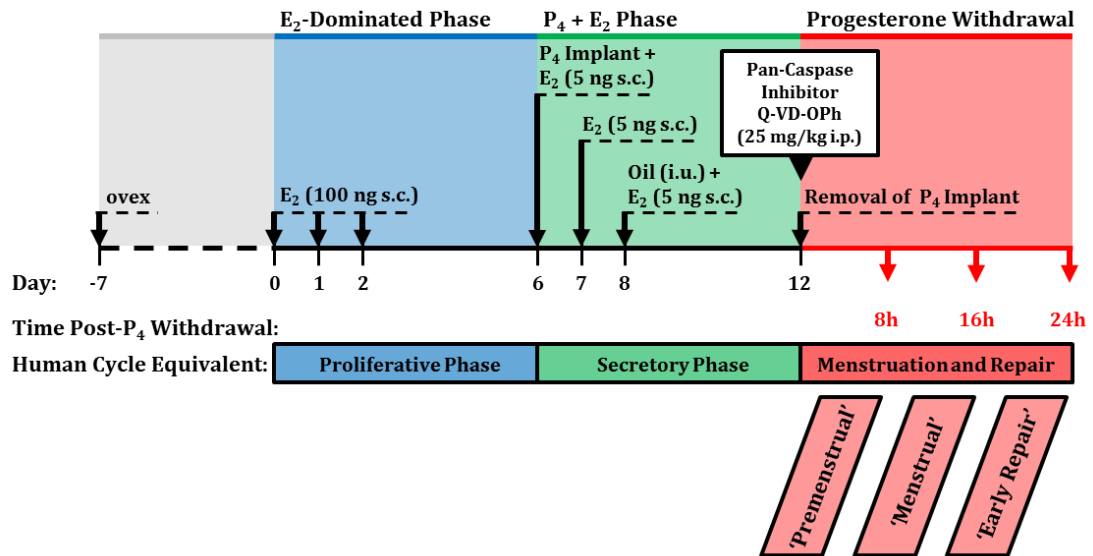 E₂-Dominated Phase
P₄ + E₂ Phase
Progesterone Withdrawal
P₄ Implant +
E₂ (5 ng s.c.)
E₂ (5 ng s.c.)
Oil (i.u.) +
E₂ (5 ng s.c.)
Pan-Caspase
Inhibitor
Q-VD-OPh
(25 mg/kg i.p.)
ovex
E₂ (100 ng s.c.)
Removal of P₄ Implant
Day: -7 0 1 2 6 7 8 12
8h 16h 24h
Time Post-P₄ Withdrawal:
Human Cycle Equivalent: Proliferative Phase Secretory Phase Menstruation and Repair
‘Premenstrual’
‘Menstrual’
‘Early Repair’